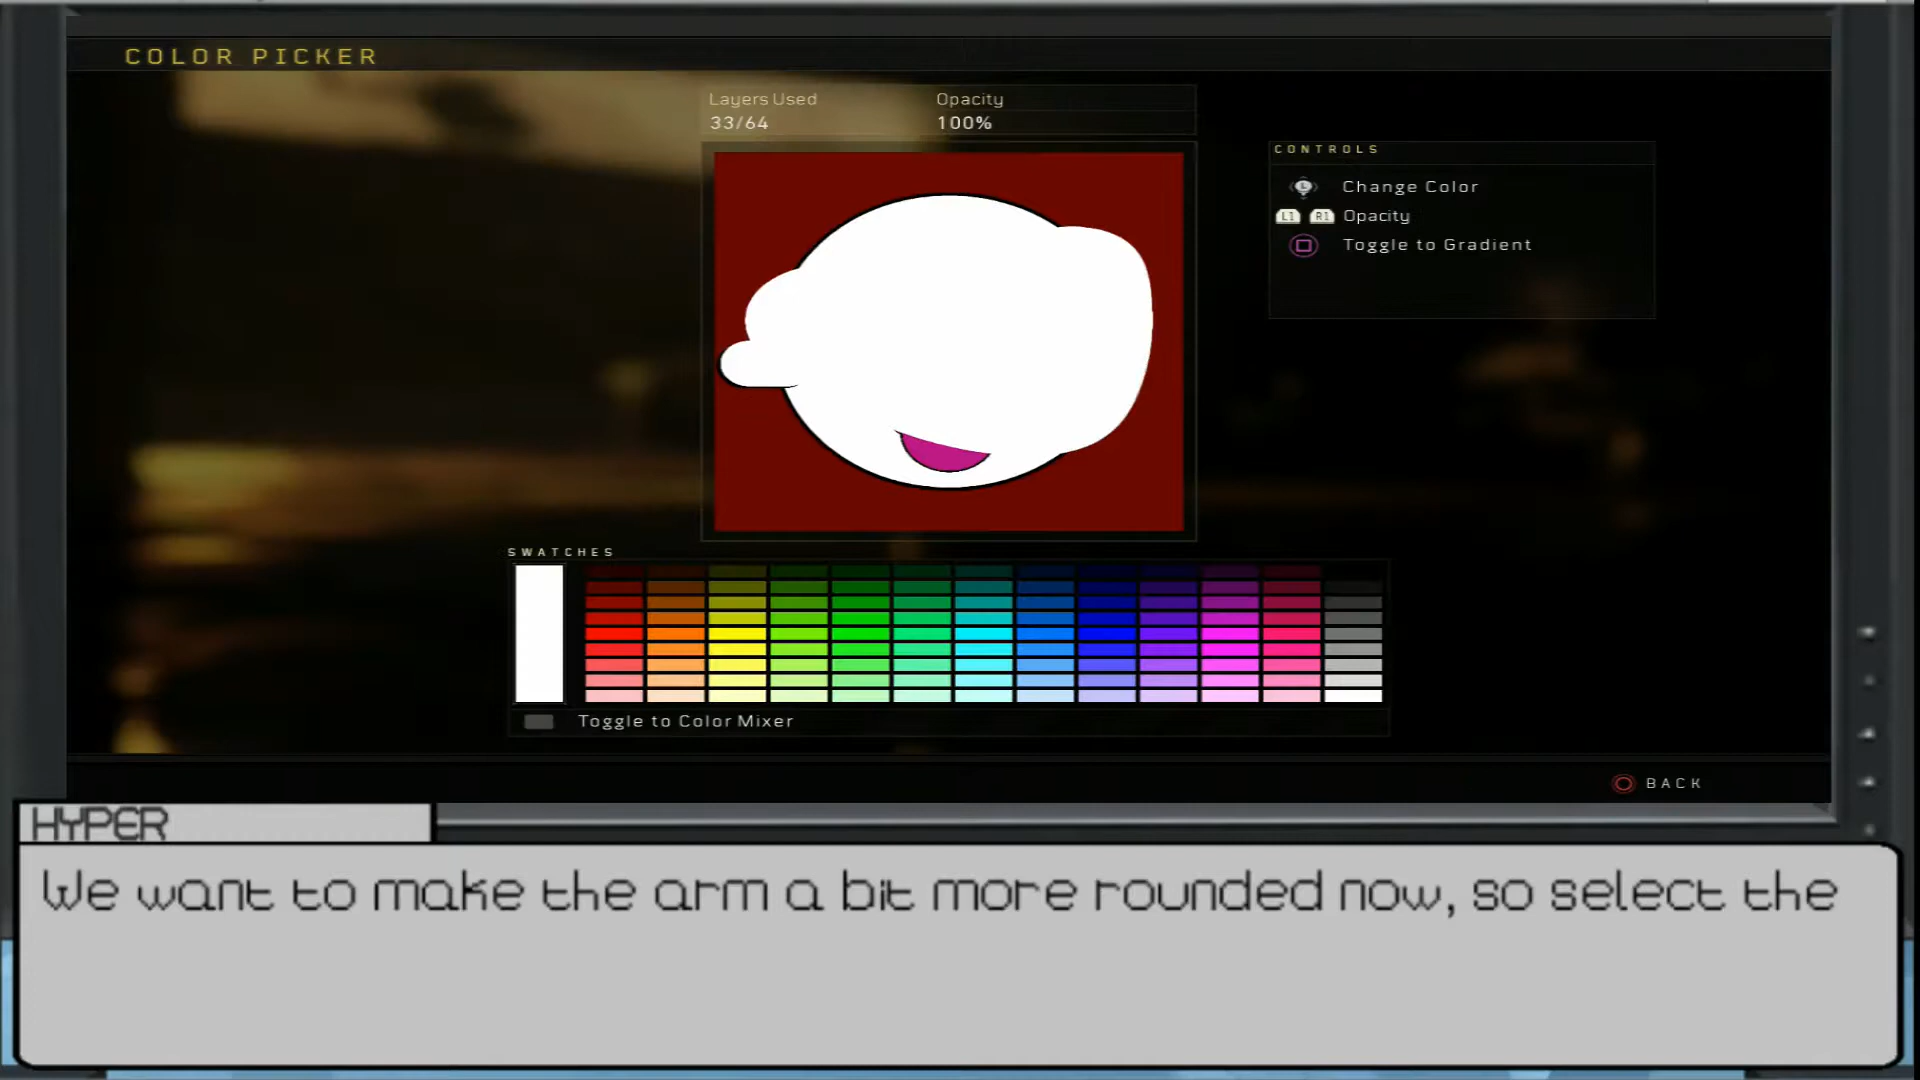 COLOR PICKER
Layers Used
33/64
Opacity
100%
CONTROLS
L Change Color
L1 R1 Opacity
Toggle to Gradient
SWATCHES
Toggle to Color Mixer
BACK
HYPER
We want to make the arm a bit more rounded now, so select the